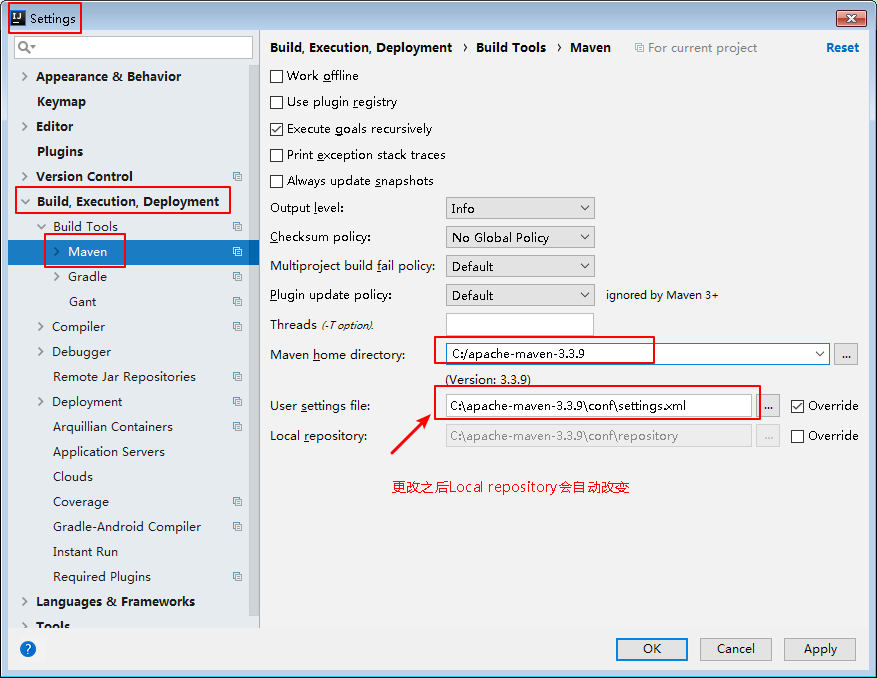 Settings
Appearance & Behavior
Keymap
Editor
Plugins
Version Control
Build, Execution, Deployment
Build Tools
Maven
Gradle
Gant
Compiler
Debugger
Remote Jar Repositories
Deployment
Arquillian Containers
Application Servers
Clouds
Coverage
Gradle-Android Compiler
Instant Run
Required Plugins
Languages & Frameworks
Tools
Build, Execution, Deployment › Build Tools › Maven For current project Reset
Work offline
Use plugin registry
Execute goals recursively
Print exception stack traces
Always update snapshots
Output level: Info
Checksum policy: No Global Policy
Multiproject build fail policy: Default
Plugin update policy: Default ignored by Maven 3+
Threads (-T option).
Maven home directory: C:/apache-maven-3.3.9 ...
(Version: 3.3.9)
User settings file: C:\apache-maven-3.3.9\conf\settings.xml ... Override
Local repository: C:\apache-maven-3.3.9\conf\repository ... Override
更改之后Local repository会自动改变
? OK Cancel Apply